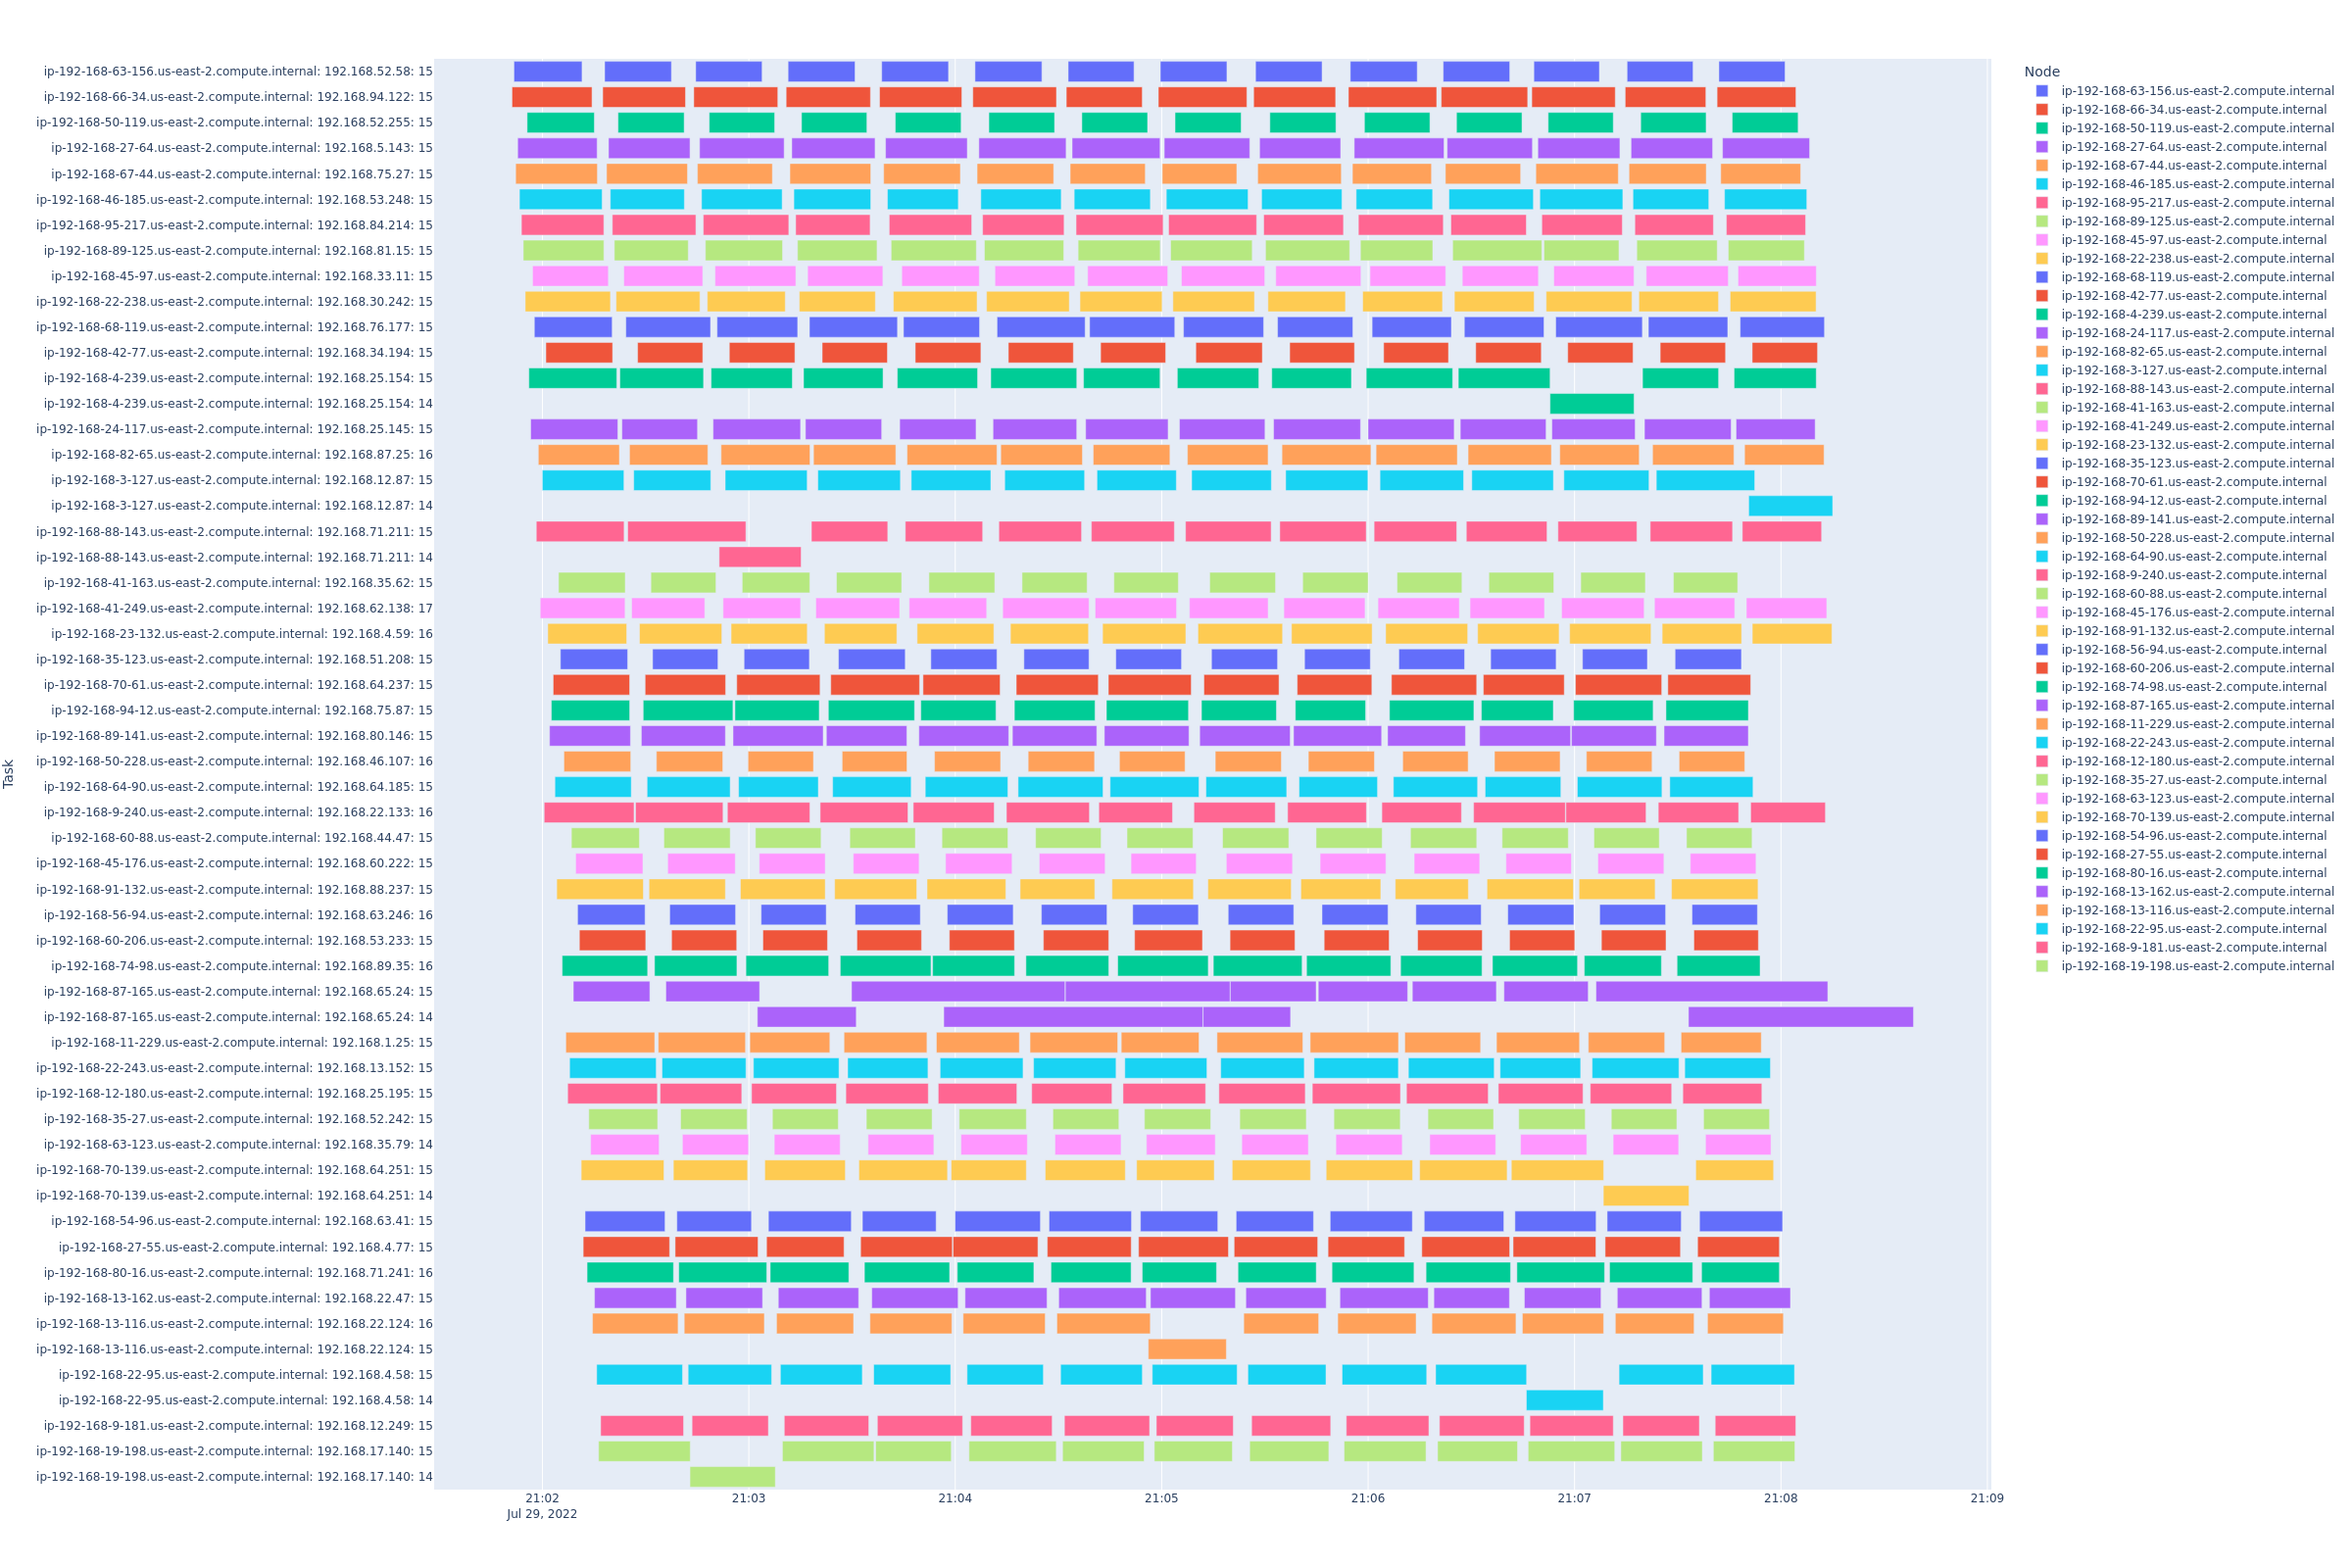 ip-192-168-63-156.us-east-2.compute.internal: 192.168.52.58: 15
ip-192-168-66-34.us-east-2.compute.internal: 192.168.94.122: 15
ip-192-168-50-119.us-east-2.compute.internal: 192.168.52.255: 15
ip-192-168-27-64.us-east-2.compute.internal: 192.168.5.143: 15
ip-192-168-67-44.us-east-2.compute.internal: 192.168.75.27: 15
ip-192-168-46-185.us-east-2.compute.internal: 192.168.53.248: 15
ip-192-168-95-217.us-east-2.compute.internal: 192.168.84.214: 15
ip-192-168-89-125.us-east-2.compute.internal: 192.168.81.15: 15
ip-192-168-45-97.us-east-2.compute.internal: 192.168.33.11: 15
ip-192-168-22-238.us-east-2.compute.internal: 192.168.30.242: 15
ip-192-168-68-119.us-east-2.compute.internal: 192.168.76.177: 15
ip-192-168-42-77.us-east-2.compute.internal: 192.168.34.194: 15
ip-192-168-4-239.us-east-2.compute.internal: 192.168.25.154: 15
ip-192-168-4-239.us-east-2.compute.internal: 192.168.25.154: 14
ip-192-168-24-117.us-east-2.compute.internal: 192.168.25.145: 15
ip-192-168-82-65.us-east-2.compute.internal: 192.168.87.25: 16
ip-192-168-3-127.us-east-2.compute.internal: 192.168.12.87: 15
ip-192-168-3-127.us-east-2.compute.internal: 192.168.12.87: 14
ip-192-168-88-143.us-east-2.compute.internal: 192.168.71.211: 15
ip-192-168-88-143.us-east-2.compute.internal: 192.168.71.211: 14
ip-192-168-41-163.us-east-2.compute.internal: 192.168.35.62: 15
ip-192-168-41-249.us-east-2.compute.internal: 192.168.62.138: 17
ip-192-168-23-132.us-east-2.compute.internal: 192.168.4.59: 16
ip-192-168-35-123.us-east-2.compute.internal: 192.168.51.208: 15
ip-192-168-70-61.us-east-2.compute.internal: 192.168.64.237: 15
ip-192-168-94-12.us-east-2.compute.internal: 192.168.75.87: 15
ip-192-168-89-141.us-east-2.compute.internal: 192.168.80.146: 15
ip-192-168-50-228.us-east-2.compute.internal: 192.168.46.107: 16
ip-192-168-64-90.us-east-2.compute.internal: 192.168.64.185: 15
ip-192-168-9-240.us-east-2.compute.internal: 192.168.22.133: 16
ip-192-168-60-88.us-east-2.compute.internal: 192.168.44.47: 15
ip-192-168-45-176.us-east-2.compute.internal: 192.168.60.222: 15
ip-192-168-91-132.us-east-2.compute.internal: 192.168.88.237: 15
ip-192-168-56-94.us-east-2.compute.internal: 192.168.63.246: 16
ip-192-168-60-206.us-east-2.compute.internal: 192.168.53.233: 15
ip-192-168-74-98.us-east-2.compute.internal: 192.168.89.35: 16
ip-192-168-87-165.us-east-2.compute.internal: 192.168.65.24: 15
ip-192-168-87-165.us-east-2.compute.internal: 192.168.65.24: 14
ip-192-168-11-229.us-east-2.compute.internal: 192.168.1.25: 15
ip-192-168-22-243.us-east-2.compute.internal: 192.168.13.152: 15
ip-192-168-12-180.us-east-2.compute.internal: 192.168.25.195: 15
ip-192-168-35-27.us-east-2.compute.internal: 192.168.52.242: 15
ip-192-168-63-123.us-east-2.compute.internal: 192.168.35.79: 14
ip-192-168-70-139.us-east-2.compute.internal: 192.168.64.251: 15
ip-192-168-70-139.us-east-2.compute.internal: 192.168.64.251: 14
ip-192-168-54-96.us-east-2.compute.internal: 192.168.63.41: 15
ip-192-168-27-55.us-east-2.compute.internal: 192.168.4.77: 15
ip-192-168-80-16.us-east-2.compute.internal: 192.168.71.241: 16
ip-192-168-13-162.us-east-2.compute.internal: 192.168.22.47: 15
ip-192-168-13-116.us-east-2.compute.internal: 192.168.22.124: 16
ip-192-168-13-116.us-east-2.compute.internal: 192.168.22.124: 15
ip-192-168-22-95.us-east-2.compute.internal: 192.168.4.58: 15
ip-192-168-22-95.us-east-2.compute.internal: 192.168.4.58: 14
ip-192-168-9-181.us-east-2.compute.internal: 192.168.12.249: 15
ip-192-168-19-198.us-east-2.compute.internal: 192.168.17.140: 15
ip-192-168-19-198.us-east-2.compute.internal: 192.168.17.140: 14
Task
21:02 21:03 21:04 21:05 21:06 21:07 21:08 21:09
Jul 29, 2022
Node
ip-192-168-63-156.us-east-2.compute.internal
ip-192-168-66-34.us-east-2.compute.internal
ip-192-168-50-119.us-east-2.compute.internal
ip-192-168-27-64.us-east-2.compute.internal
ip-192-168-67-44.us-east-2.compute.internal
ip-192-168-46-185.us-east-2.compute.internal
ip-192-168-95-217.us-east-2.compute.internal
ip-192-168-89-125.us-east-2.compute.internal
ip-192-168-45-97.us-east-2.compute.internal
ip-192-168-22-238.us-east-2.compute.internal
ip-192-168-68-119.us-east-2.compute.internal
ip-192-168-42-77.us-east-2.compute.internal
ip-192-168-4-239.us-east-2.compute.internal
ip-192-168-24-117.us-east-2.compute.internal
ip-192-168-82-65.us-east-2.compute.internal
ip-192-168-3-127.us-east-2.compute.internal
ip-192-168-88-143.us-east-2.compute.internal
ip-192-168-41-163.us-east-2.compute.internal
ip-192-168-41-249.us-east-2.compute.internal
ip-192-168-23-132.us-east-2.compute.internal
ip-192-168-35-123.us-east-2.compute.internal
ip-192-168-70-61.us-east-2.compute.internal
ip-192-168-94-12.us-east-2.compute.internal
ip-192-168-89-141.us-east-2.compute.internal
ip-192-168-50-228.us-east-2.compute.internal
ip-192-168-64-90.us-east-2.compute.internal
ip-192-168-9-240.us-east-2.compute.internal
ip-192-168-60-88.us-east-2.compute.internal
ip-192-168-45-176.us-east-2.compute.internal
ip-192-168-91-132.us-east-2.compute.internal
ip-192-168-56-94.us-east-2.compute.internal
ip-192-168-60-206.us-east-2.compute.internal
ip-192-168-74-98.us-east-2.compute.internal
ip-192-168-87-165.us-east-2.compute.internal
ip-192-168-11-229.us-east-2.compute.internal
ip-192-168-22-243.us-east-2.compute.internal
ip-192-168-12-180.us-east-2.compute.internal
ip-192-168-35-27.us-east-2.compute.internal
ip-192-168-63-123.us-east-2.compute.internal
ip-192-168-70-139.us-east-2.compute.internal
ip-192-168-54-96.us-east-2.compute.internal
ip-192-168-27-55.us-east-2.compute.internal
ip-192-168-80-16.us-east-2.compute.internal
ip-192-168-13-162.us-east-2.compute.internal
ip-192-168-13-116.us-east-2.compute.internal
ip-192-168-22-95.us-east-2.compute.internal
ip-192-168-9-181.us-east-2.compute.internal
ip-192-168-19-198.us-east-2.compute.internal